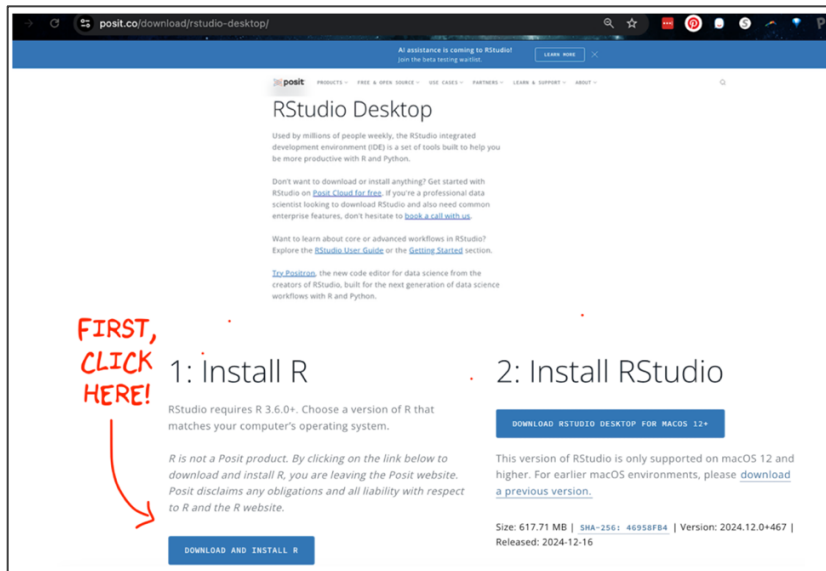 posit.co/download/rstudio-desktop/
AI assistance is coming to RStudio!
Join the beta testing waitlist.
LEARN MORE
posit
PRODUCTS
FREE & OPEN SOURCE
USE CASES
PARTNERS
LEARN & SUPPORT
ABOUT
RStudio Desktop
Used by millions of people weekly, the RStudio integrated
development environment (IDE) is a set of tools built to help you
be more productive with R and Python.
Don't want to download or install anything? Get started with
RStudio on Posit Cloud for free. If you're a professional data
scientist looking to download RStudio and also need common
enterprise features, don't hesitate to book a call with us.
Want to learn about core or advanced workflows in RStudio?
Explore the RStudio User Guide or the Getting Started section.
Try Positron, the new code editor for data science from the
creators of RStudio, built for the next generation of data science
workflows with R and Python.
FIRST,
CLICK
HERE!
1: Install R
RStudio requires R 3.6.0+. Choose a version of R that
matches your computer's operating system.
R is not a Posit product. By clicking on the link below to
download and install R, you are leaving the Posit website.
Posit disclaims any obligations and all liability with respect
to R and the R website.
DOWNLOAD AND INSTALL R
2: Install RStudio
DOWNLOAD RSTUDIO DESKTOP FOR MACOS 12+
This version of RStudio is only supported on macOS 12 and
higher. For earlier macOS environments, please download
a previous version.
Size: 617.71 MB | SHA-256: 46958FB4 | Version: 2024.12.0+467 |
Released: 2024-12-16